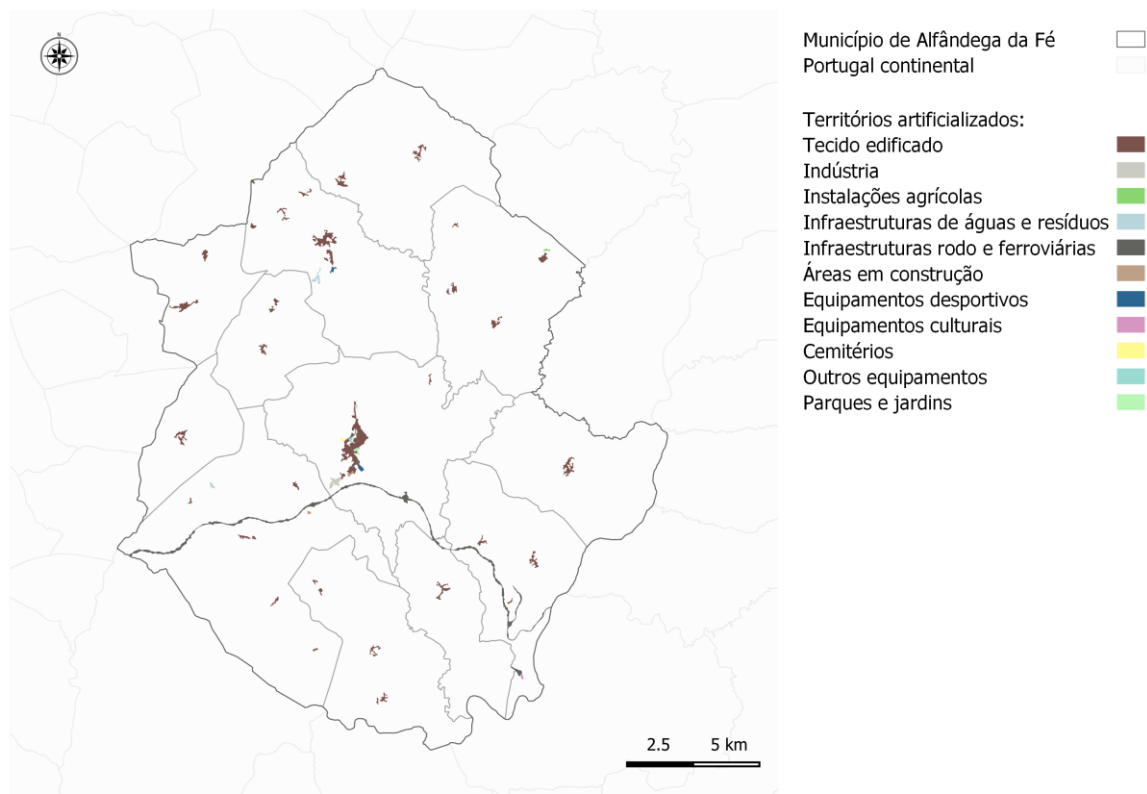 N
Município de Alfândega da Fé
Portugal continental
Territórios artificializados:
Tecido edificado
Indústria
Instalações agrícolas
Infraestruturas de águas e resíduos
Infraestruturas rodo e ferroviárias
Áreas em construção
Equipamentos desportivos
Equipamentos culturais
Cemitérios
Outros equipamentos
Parques e jardins
2.5 5 km